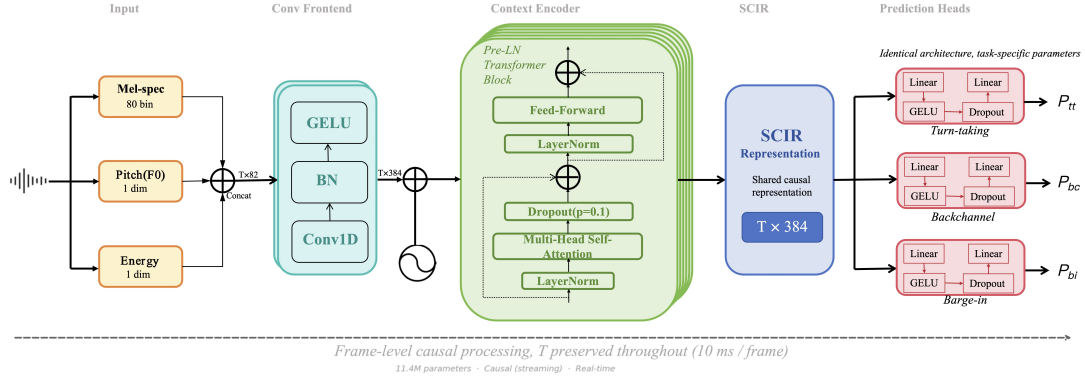 Input
Conv Frontend
Context Encoder
SCIR
Prediction Heads
Identical architecture, task-specific parameters
Mel-spec
80 bin
Pitch(F0)
1 dim
Energy
1 dim
Concat
T×82
GELU
BN
Conv1D
T×384
Pre-LN
Transformer
Block
Feed-Forward
LayerNorm
Dropout(p=0.1)
Multi-Head Self-
Attention
LayerNorm
SCIR
Representation
Shared causal
representation
T × 384
Linear
Linear
GELU
Dropout
Turn-taking
Ptt
Linear
Linear
GELU
Dropout
Backchannel
Pbc
Linear
Linear
GELU
Dropout
Barge-in
Pbi
Frame-level causal processing, T preserved throughout (10 ms / frame)
11.4M parameters · Causal (streaming) · Real-time